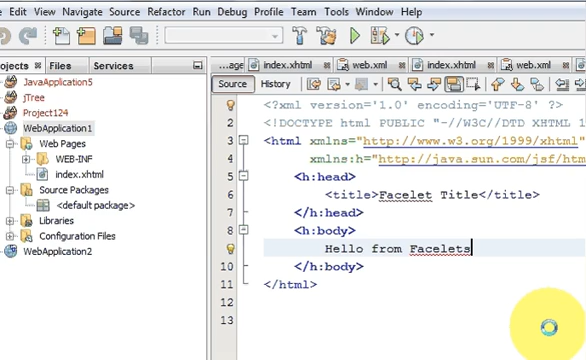 e Edit View Navigate Source Refactor Run Debug Profile Team Tools Window Help
ojects Files Services
...age index.xhtml web.xml index.xhtml web.xml
Source History
JavaApplication5
jTree
Project124
WebApplication1
Web Pages
WEB-INF
index.xhtml
Source Packages
<default package>
Libraries
Configuration Files
WebApplication2
<?xml version='1.0' encoding='UTF-8' ?>
2 <!DOCTYPE html PUBLIC "-//W3C//DTD XHTML 1
3 <html xmlns="http://www.w3.org/1999/xhtml"
4 xmlns:h="http://java.sun.com/jsf/htm
5 <h:head>
6 <title>Facelet Title</title>
7 </h:head>
8 <h:body>
Hello from Facelets
10 </h:body>
11 </html>
12
13